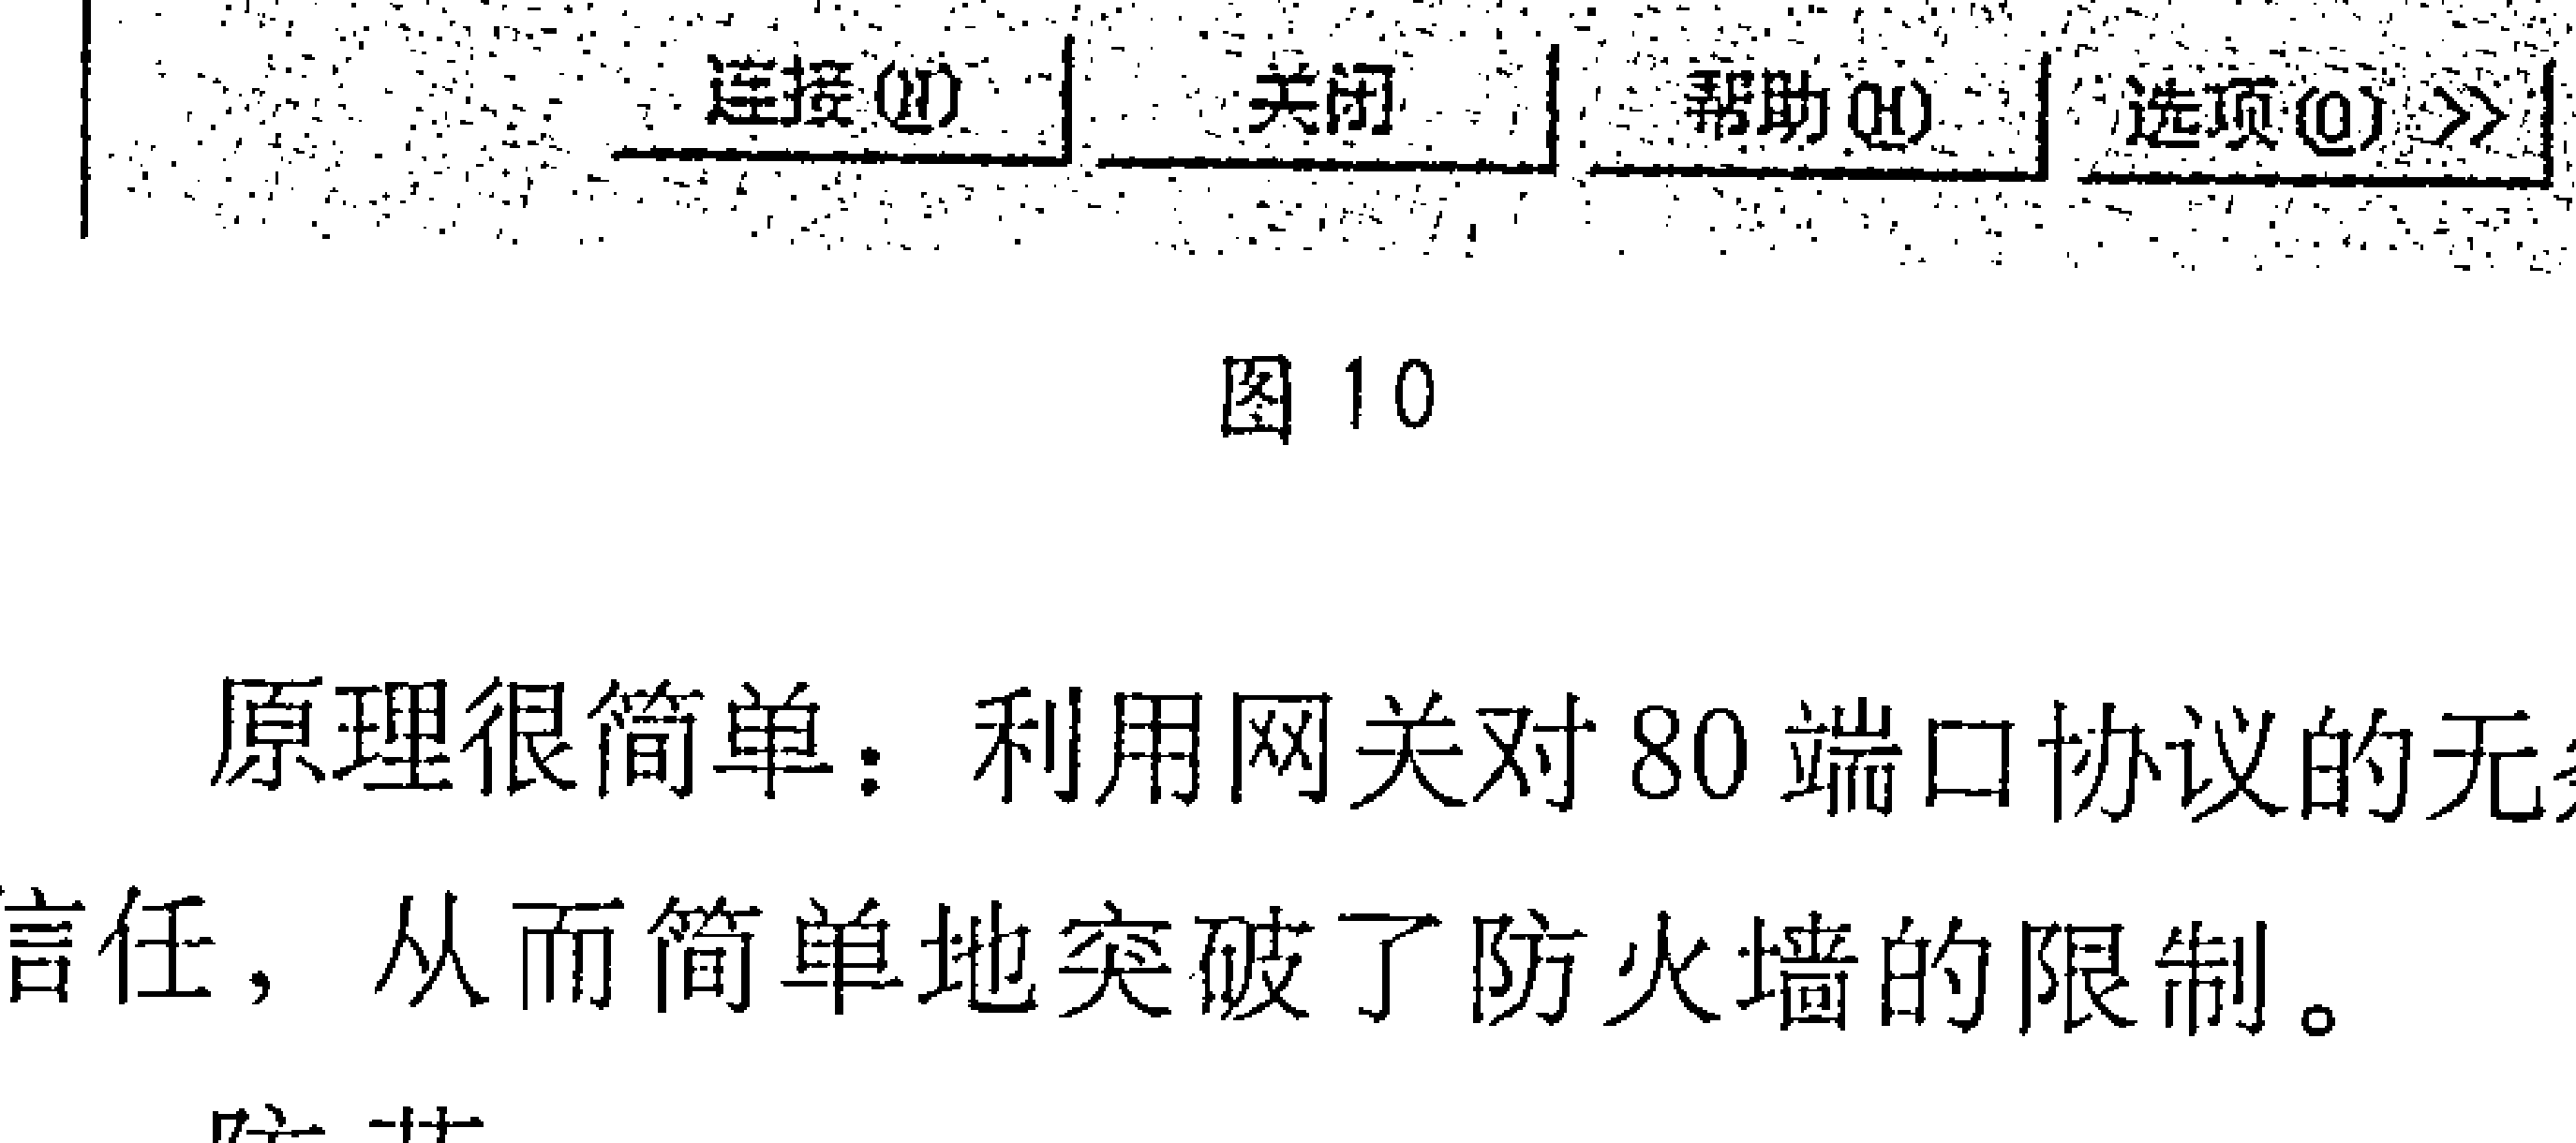 连接(N) 关闭 帮助(H) 选项(O) >>
图 10
原理很简单：利用网关对 80 端口协议的无
信任，从而简单地突破了防火墙的限制。